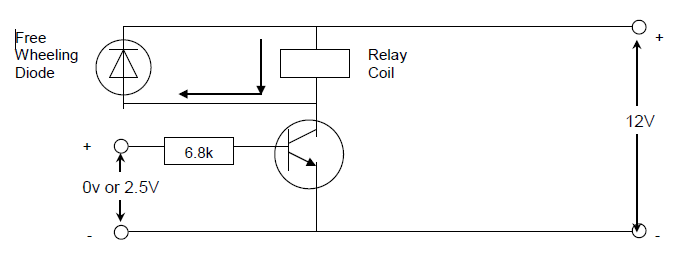 Free
Wheeling
Diode
Relay
Coil
+
12V
+
6.8k
0v or 2.5V
-
-